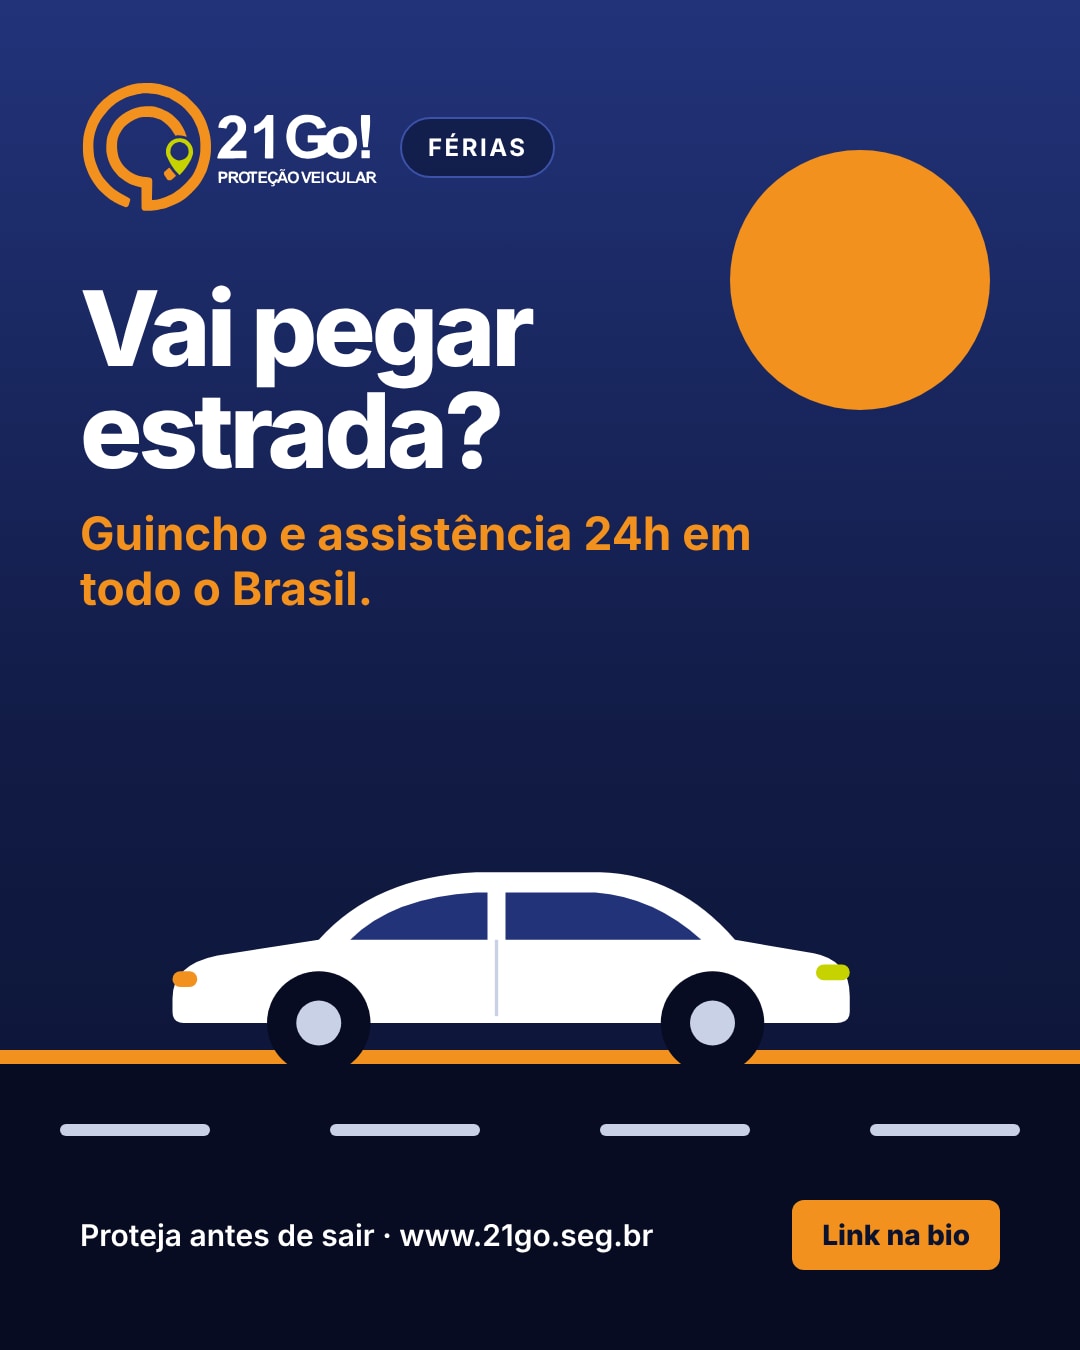 21Go!
PROTEÇÃO VEICULAR
FÉRIAS
Vai pegar
estrada?
Guincho e assistência 24h em
todo o Brasil.
Proteja antes de sair · www.21go.seg.br
Link na bio